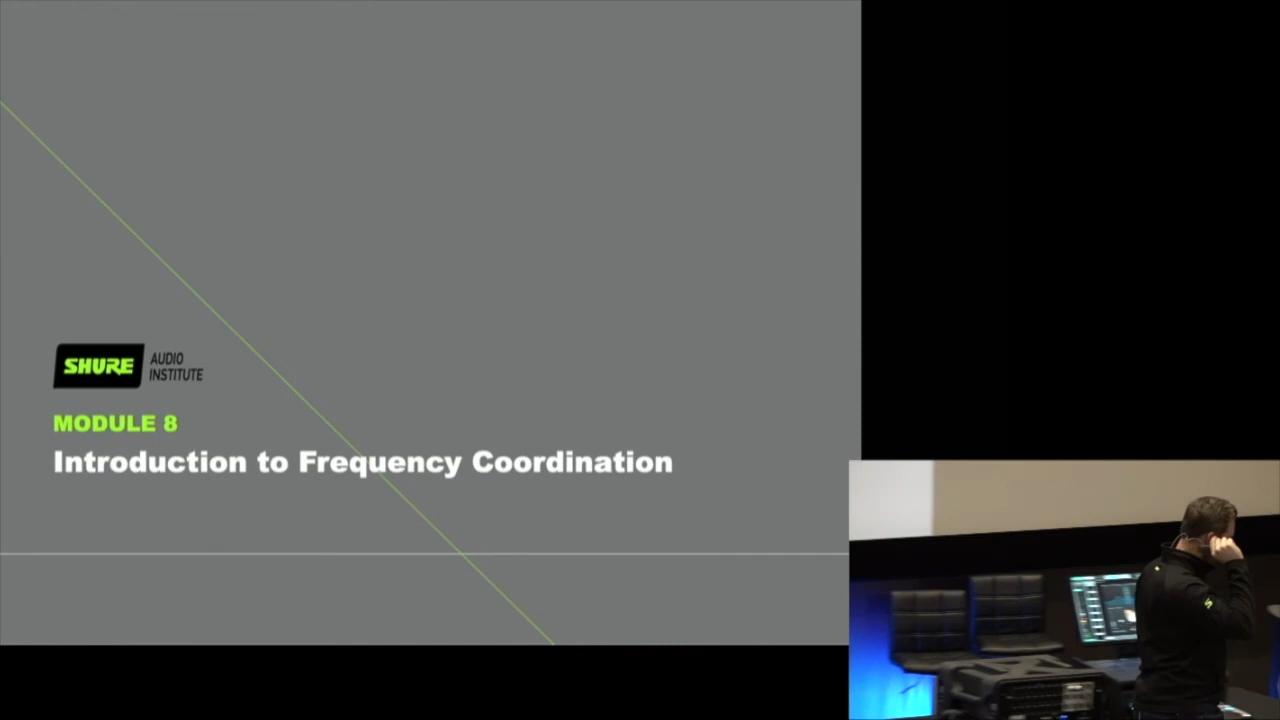 SHURE
AUDIO
INSTITUTE
MODULE 8
Introduction to Frequency Coordination